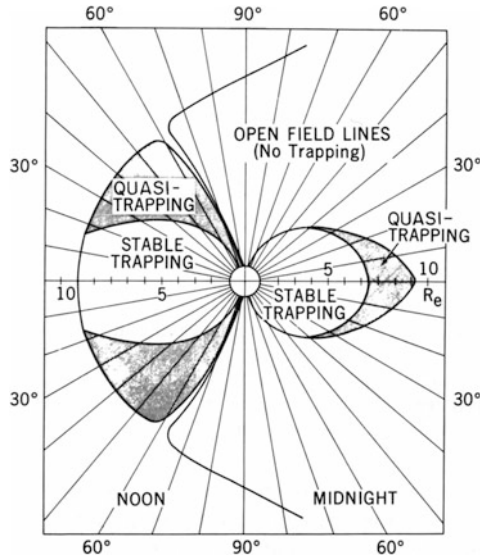 60° 90° 60°
OPEN FIELD LINES
(No Trapping)
30° 30°
QUASI-
TRAPPING
QUASI-
TRAPPING
STABLE
TRAPPING
5
10 5 10
STABLE
TRAPPING
Re
30° 30°
NOON MIDNIGHT
60° 90° 60°